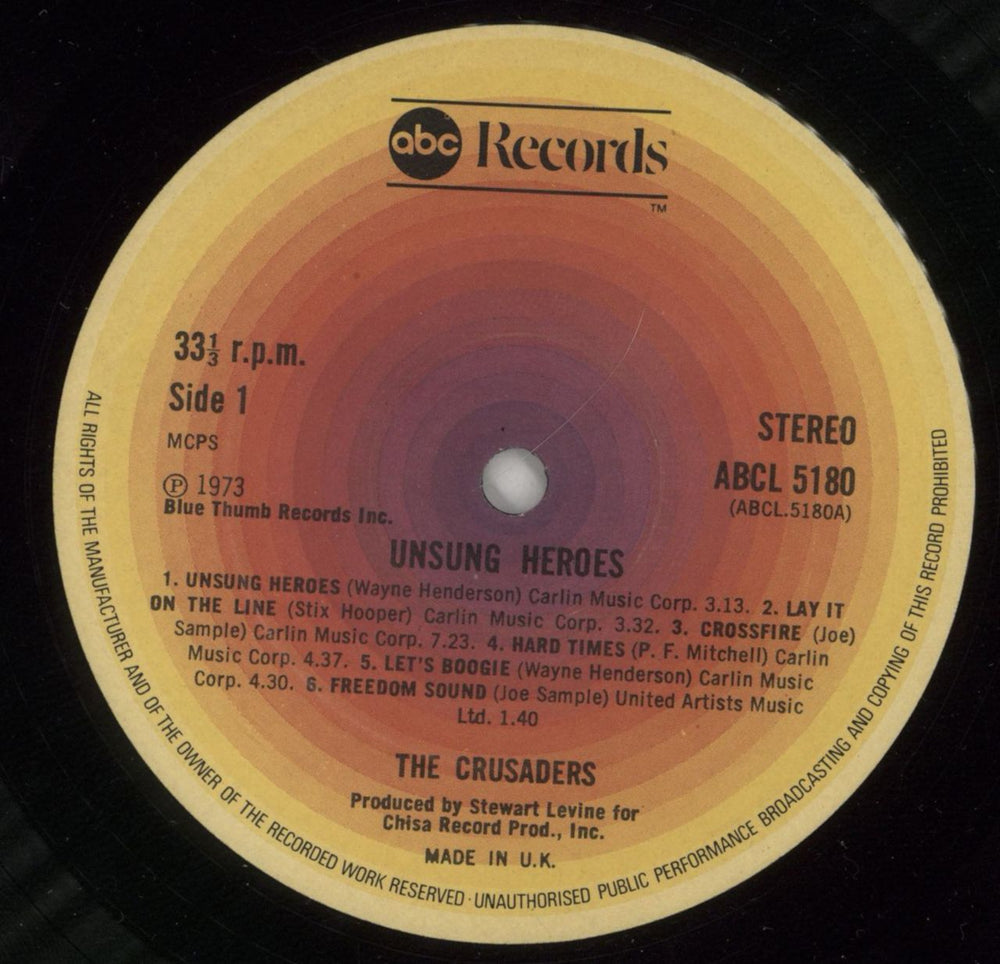 abc Records
TM
33⅓ r.p.m.
Side 1
MCPS
℗ 1973
Blue Thumb Records Inc.
STEREO
ABCL 5180
(ABCL.5180A)
UNSUNG HEROES
1. UNSUNG HEROES (Wayne Henderson) Carlin Music Corp. 3.13. 2. LAY IT
ON THE LINE (Stix Hooper) Carlin Music Corp. 3.32. 3. CROSSFIRE (Joe)
Sample) Carlin Music Corp. 7.23. 4. HARD TIMES (P. F. Mitchell) Carlin
Music Corp. 4.37. 5. LET'S BOOGIE (Wayne Henderson) Carlin Music
Corp. 4.30. 6. FREEDOM SOUND (Joe Sample) United Artists Music
Ltd. 1.40
THE CRUSADERS
Produced by Stewart Levine for
Chisa Record Prod., Inc.
MADE IN U.K.
ALL RIGHTS OF THE MANUFACTURER AND OF THE OWNER OF THE RECORDED WORK RESERVED · UNAUTHORISED PUBLIC PERFORMANCE BROADCASTING AND COPYING OF THIS RECORD PROHIBITED